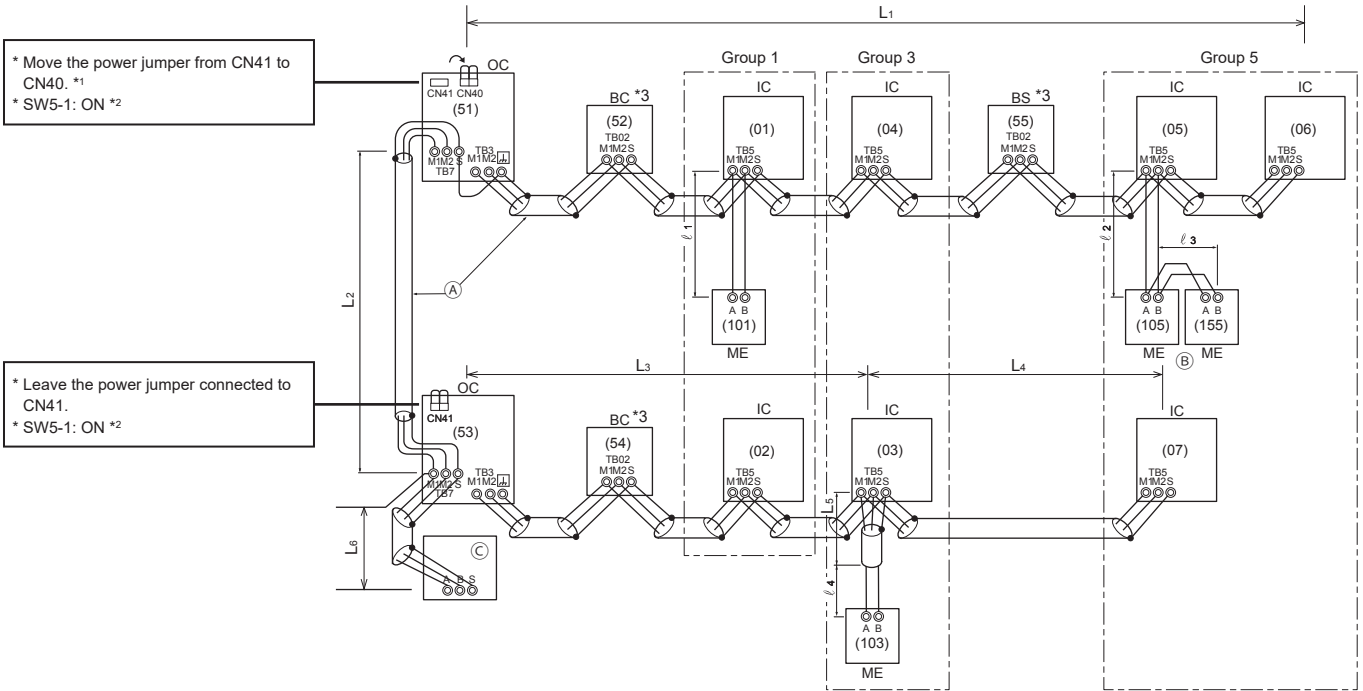 L1
* Move the power jumper from CN41 to
CN40. *1
* SW5-1: ON *2
OC
CN41 CN40
(51)
TB3
M1M2 S
M1M2
TB7
BC *3
(52)
TB02
M1M2S
Group 1
IC
(01)
TB5
M1M2S
Group 3
IC
(04)
TB5
M1M2S
BS *3
(55)
TB02
M1M2S
Group 5
IC
(05)
TB5
M1M2S
IC
(06)
TB5
M1M2S
L2
A
ℓ 1
A B
(101)
ME
ℓ 2
ℓ 3
A B
(105)
ME
A B
(155)
ME
B
* Leave the power jumper connected to
CN41.
* SW5-1: ON *2
L3
L4
OC
CN41
(53)
TB3
M1M2 S
M1M2
TB7
BC *3
(54)
TB02
M1M2S
IC
(02)
TB5
M1M2S
IC
(03)
TB5
M1M2S
IC
(07)
TB5
M1M2S
L5
L6
C
A B S
ℓ 4
A B
(103)
ME